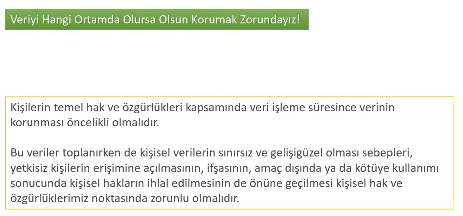 Veriyi Hangi Ortamda Olursa Olsun Korumak Zorundayız!
Kişilerin temel hak ve özgürlükleri kapsamında veri işleme süresince verinin
korunması öncelikli olmalıdır.
Bu veriler toplanırken de kişisel verilerin sınırsız ve gelişigüzel olması sebepleri,
yetkisiz kişilerin erişimine açılmasının, ifşasının, amaç dışında ya da kötüye kullanımı
sonucunda kişisel hakların ihlal edilmesinin de önüne geçilmesi kişisel hak ve
özgürlüklerimiz noktasında zorunlu olmalıdır.